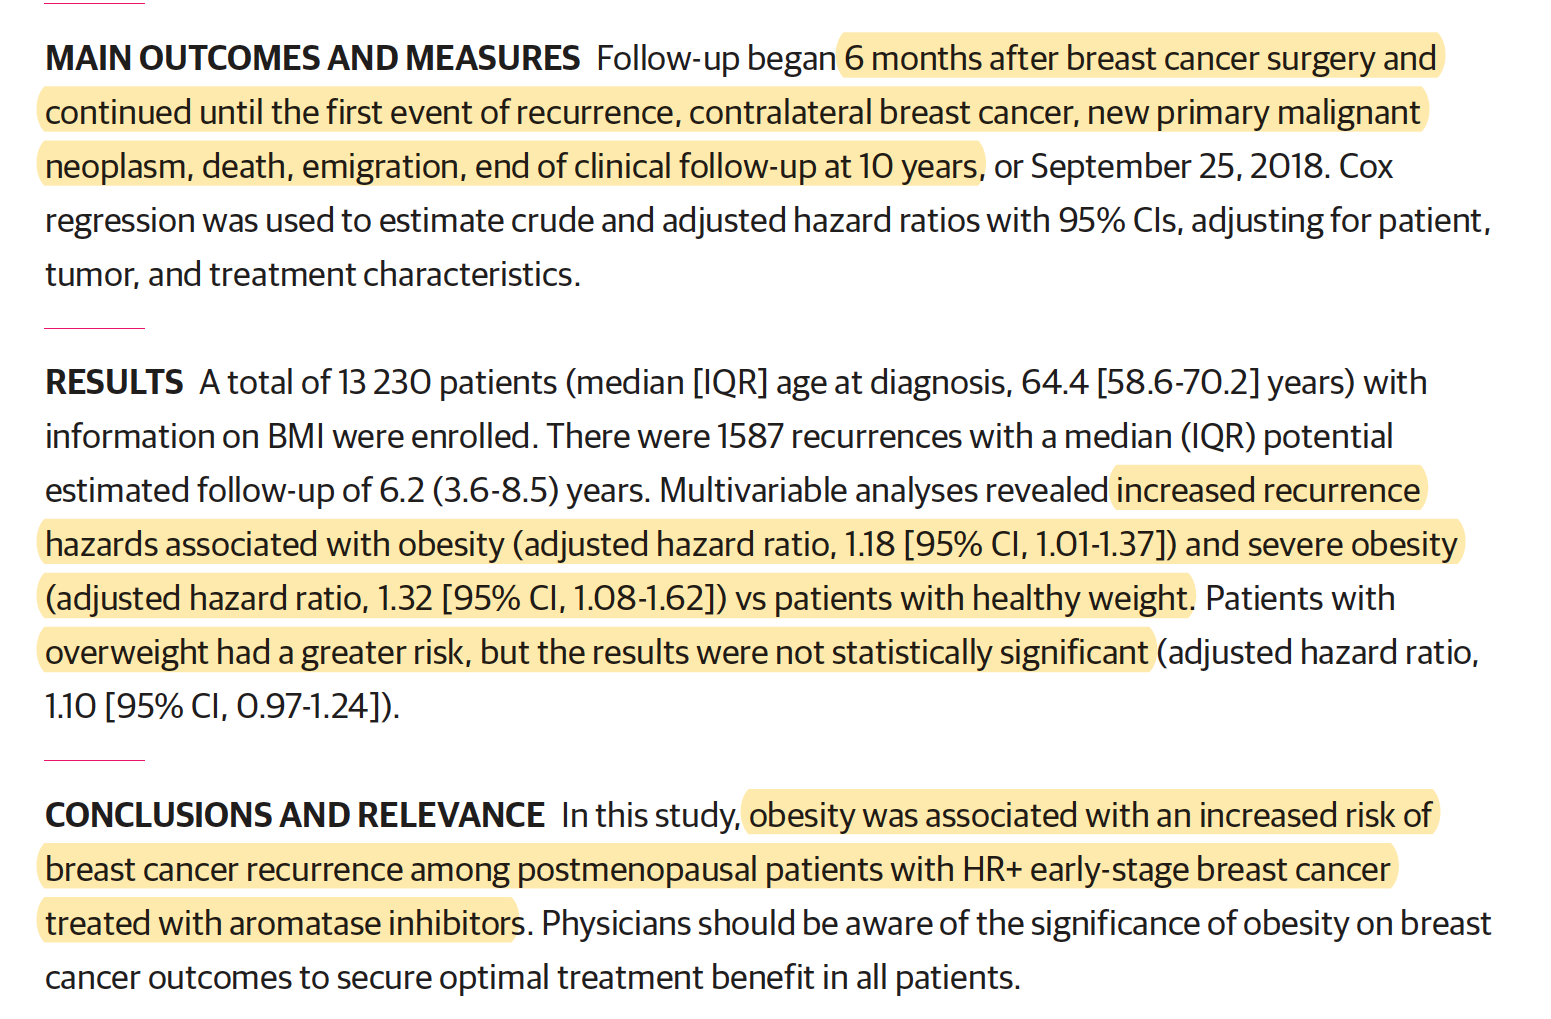 MAIN OUTCOMES AND MEASURES Follow-up began 6 months after breast cancer surgery and
continued until the first event of recurrence, contralateral breast cancer, new primary malignant
neoplasm, death, emigration, end of clinical follow-up at 10 years, or September 25, 2018. Cox
regression was used to estimate crude and adjusted hazard ratios with 95% CIs, adjusting for patient,
tumor, and treatment characteristics.
RESULTS A total of 13 230 patients (median [IQR] age at diagnosis, 64.4 [58.6-70.2] years) with
information on BMI were enrolled. There were 1587 recurrences with a median (IQR) potential
estimated follow-up of 6.2 (3.6-8.5) years. Multivariable analyses revealed increased recurrence
hazards associated with obesity (adjusted hazard ratio, 1.18 [95% CI, 1.01-1.37]) and severe obesity
(adjusted hazard ratio, 1.32 [95% CI, 1.08-1.62]) vs patients with healthy weight. Patients with
overweight had a greater risk, but the results were not statistically significant (adjusted hazard ratio,
1.10 [95% CI, 0.97-1.24]).
CONCLUSIONS AND RELEVANCE In this study, obesity was associated with an increased risk of
breast cancer recurrence among postmenopausal patients with HR+ early-stage breast cancer
treated with aromatase inhibitors. Physicians should be aware of the significance of obesity on breast
cancer outcomes to secure optimal treatment benefit in all patients.